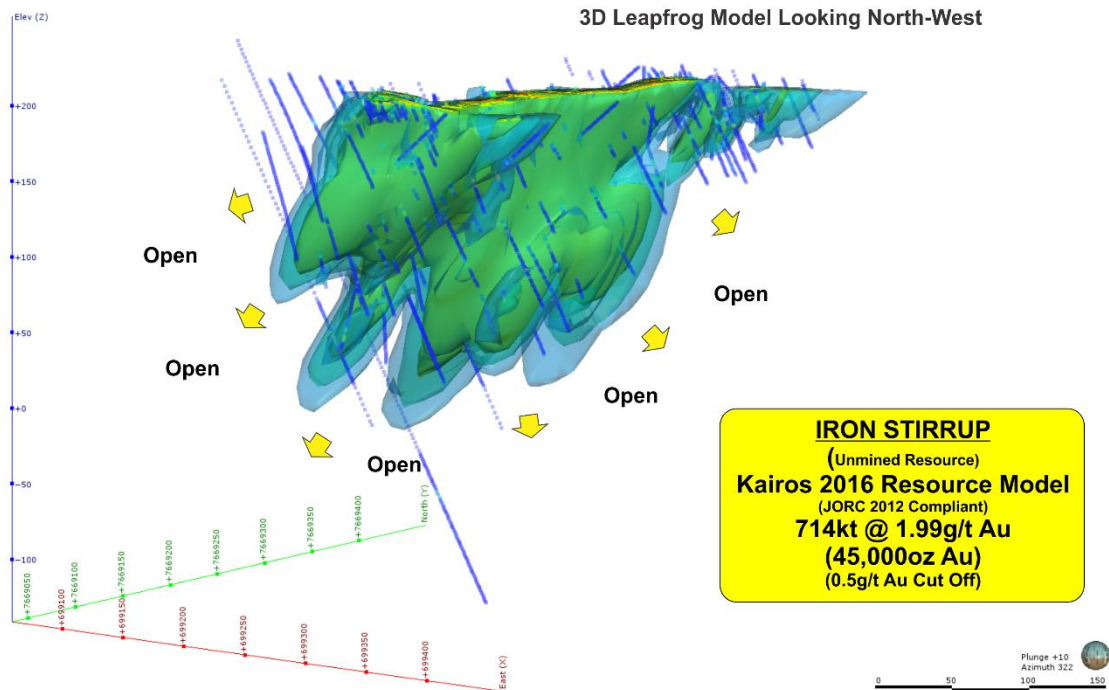 3D Leapfrog Model Looking North-West
Elev (Z)
+200
+150
+100
+50
+0
-50
-100
Open
Open
Open
Open
Open
North (Y)
+7669050
+7669100
+7669150
+7669200
+7669250
+7669300
+7669350
+7669400
+699100
+699150
+699200
+699250
+699300
+699350
+699400
East (X)
IRON STIRRUP
(Unmined Resource)
Kairos 2016 Resource Model
(JORC 2012 Compliant)
714kt @ 1.99g/t Au
(45,000oz Au)
(0.5g/t Au Cut Off)
Plunge +10
Azimuth 322
0 50 100 150